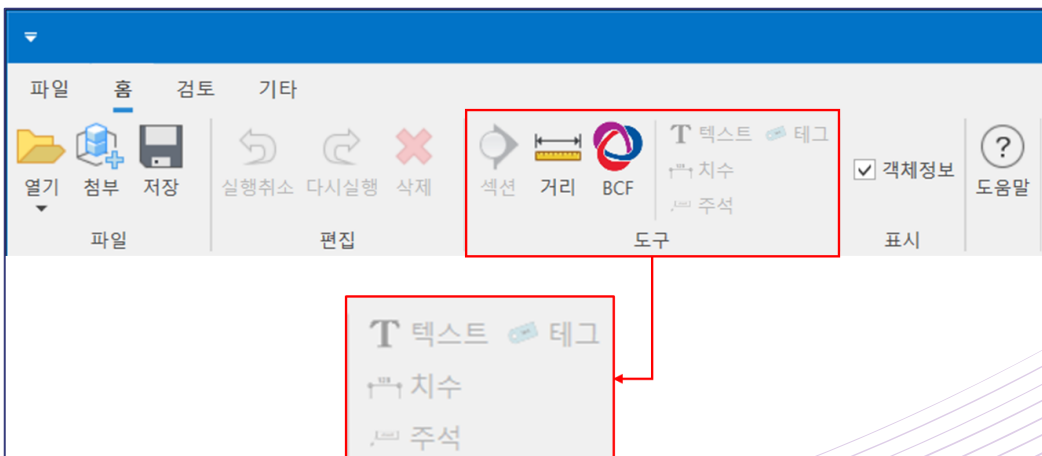 파일 홈 검토 기타
열기 첨부 저장 실행취소 다시실행 삭제 섹션 거리 BCF
T 텍스트 테그
치수
주석
객체정보
? 도움말
파일 편집 도구 표시
T 텍스트 테그
치수
주석